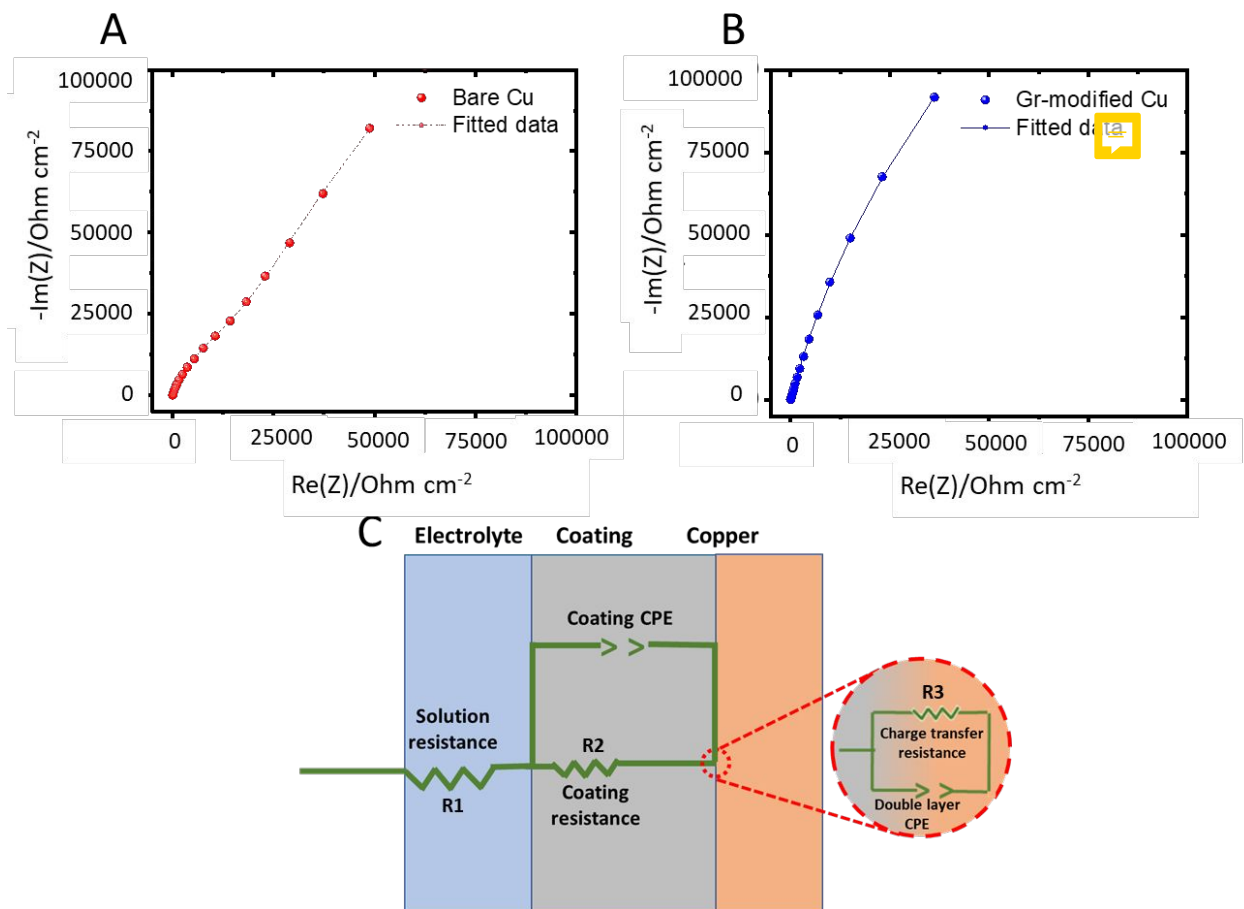 A
100000
75000
50000
25000
0
-Im(Z)/Ohm cm-2
Bare Cu
Fitted data
0 25000 50000 75000 100000
Re(Z)/Ohm cm-2
B
100000
75000
50000
25000
0
-Im(Z)/Ohm cm-2
Gr-modified Cu
Fitted data
0 25000 50000 75000 100000
Re(Z)/Ohm cm-2
C
Electrolyte Coating Copper
Coating CPE
Solution
resistance
R1
R2
Coating
resistance
R3
Charge transfer
resistance
Double layer
CPE